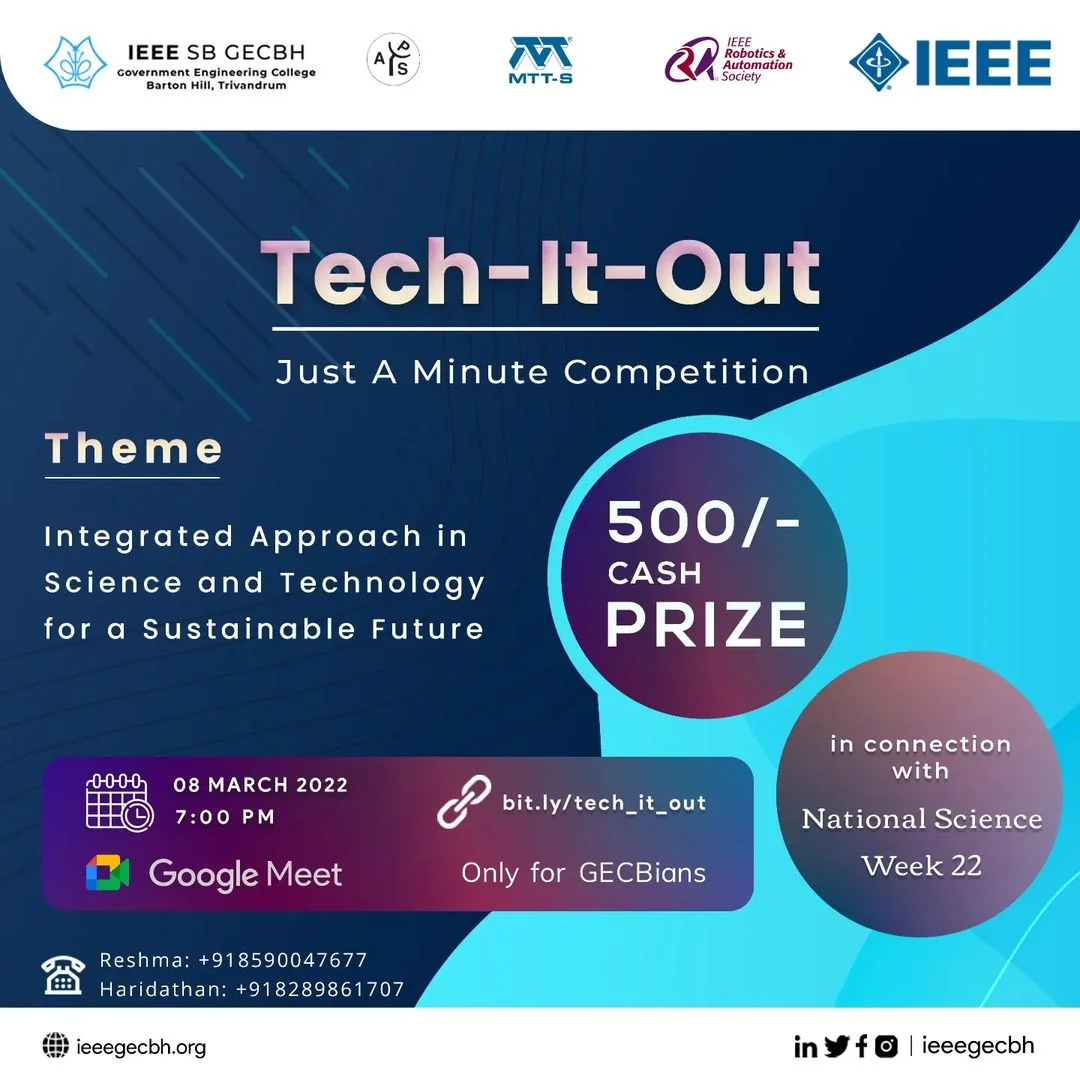 IEEE SB GECBH
Government Engineering College
Barton Hill, Trivandrum
APS
MTT-S
IEEE
Robotics &
Automation
Society
IEEE
Tech-It-Out
Just A Minute Competition
Theme
Integrated Approach in
Science and Technology
for a Sustainable Future
500/-
CASH
PRIZE
in connection
with
National Science
Week 22
08 MARCH 2022
7:00 PM
bit.ly/tech_it_out
Google Meet
Only for GECBians
Reshma: +918590047677
Haridathan: +918289861707
ieeegecbh.org
in f | ieeegecbh